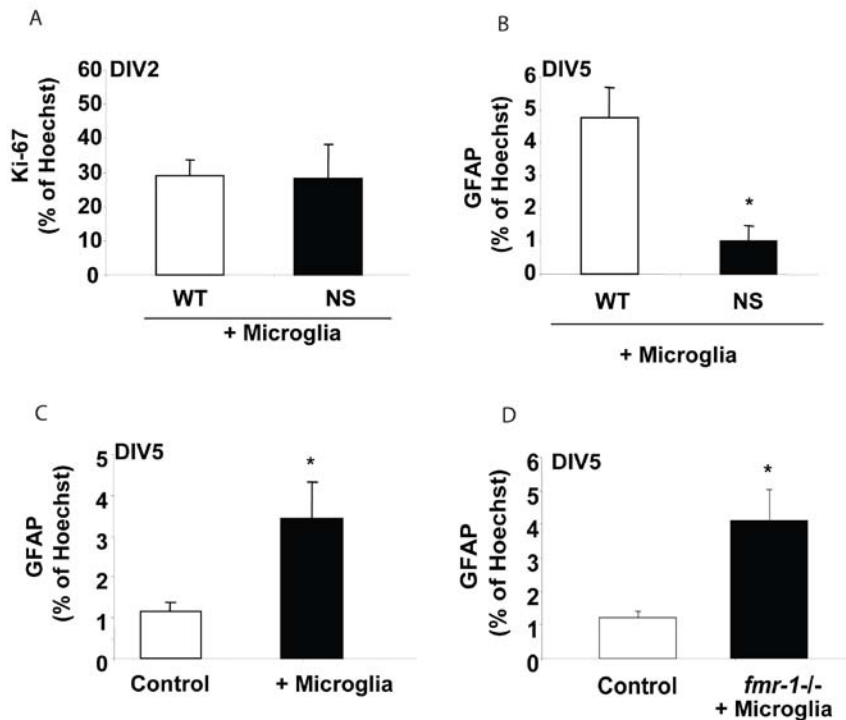 A
DIV2
Ki-67
(% of Hoechst)
60
50
40
30
20
10
0
WT NS
+ Microglia
B
DIV5
GFAP
(% of Hoechst)
6
5
4
3
2
1
0
*
WT NS
+ Microglia
C
DIV5
GFAP
(% of Hoechst)
5
4
3
2
1
0
*
Control + Microglia
D
DIV5
GFAP
(% of Hoechst)
6
5
4
3
2
1
0
*
Control fmr-1-/-
+ Microglia